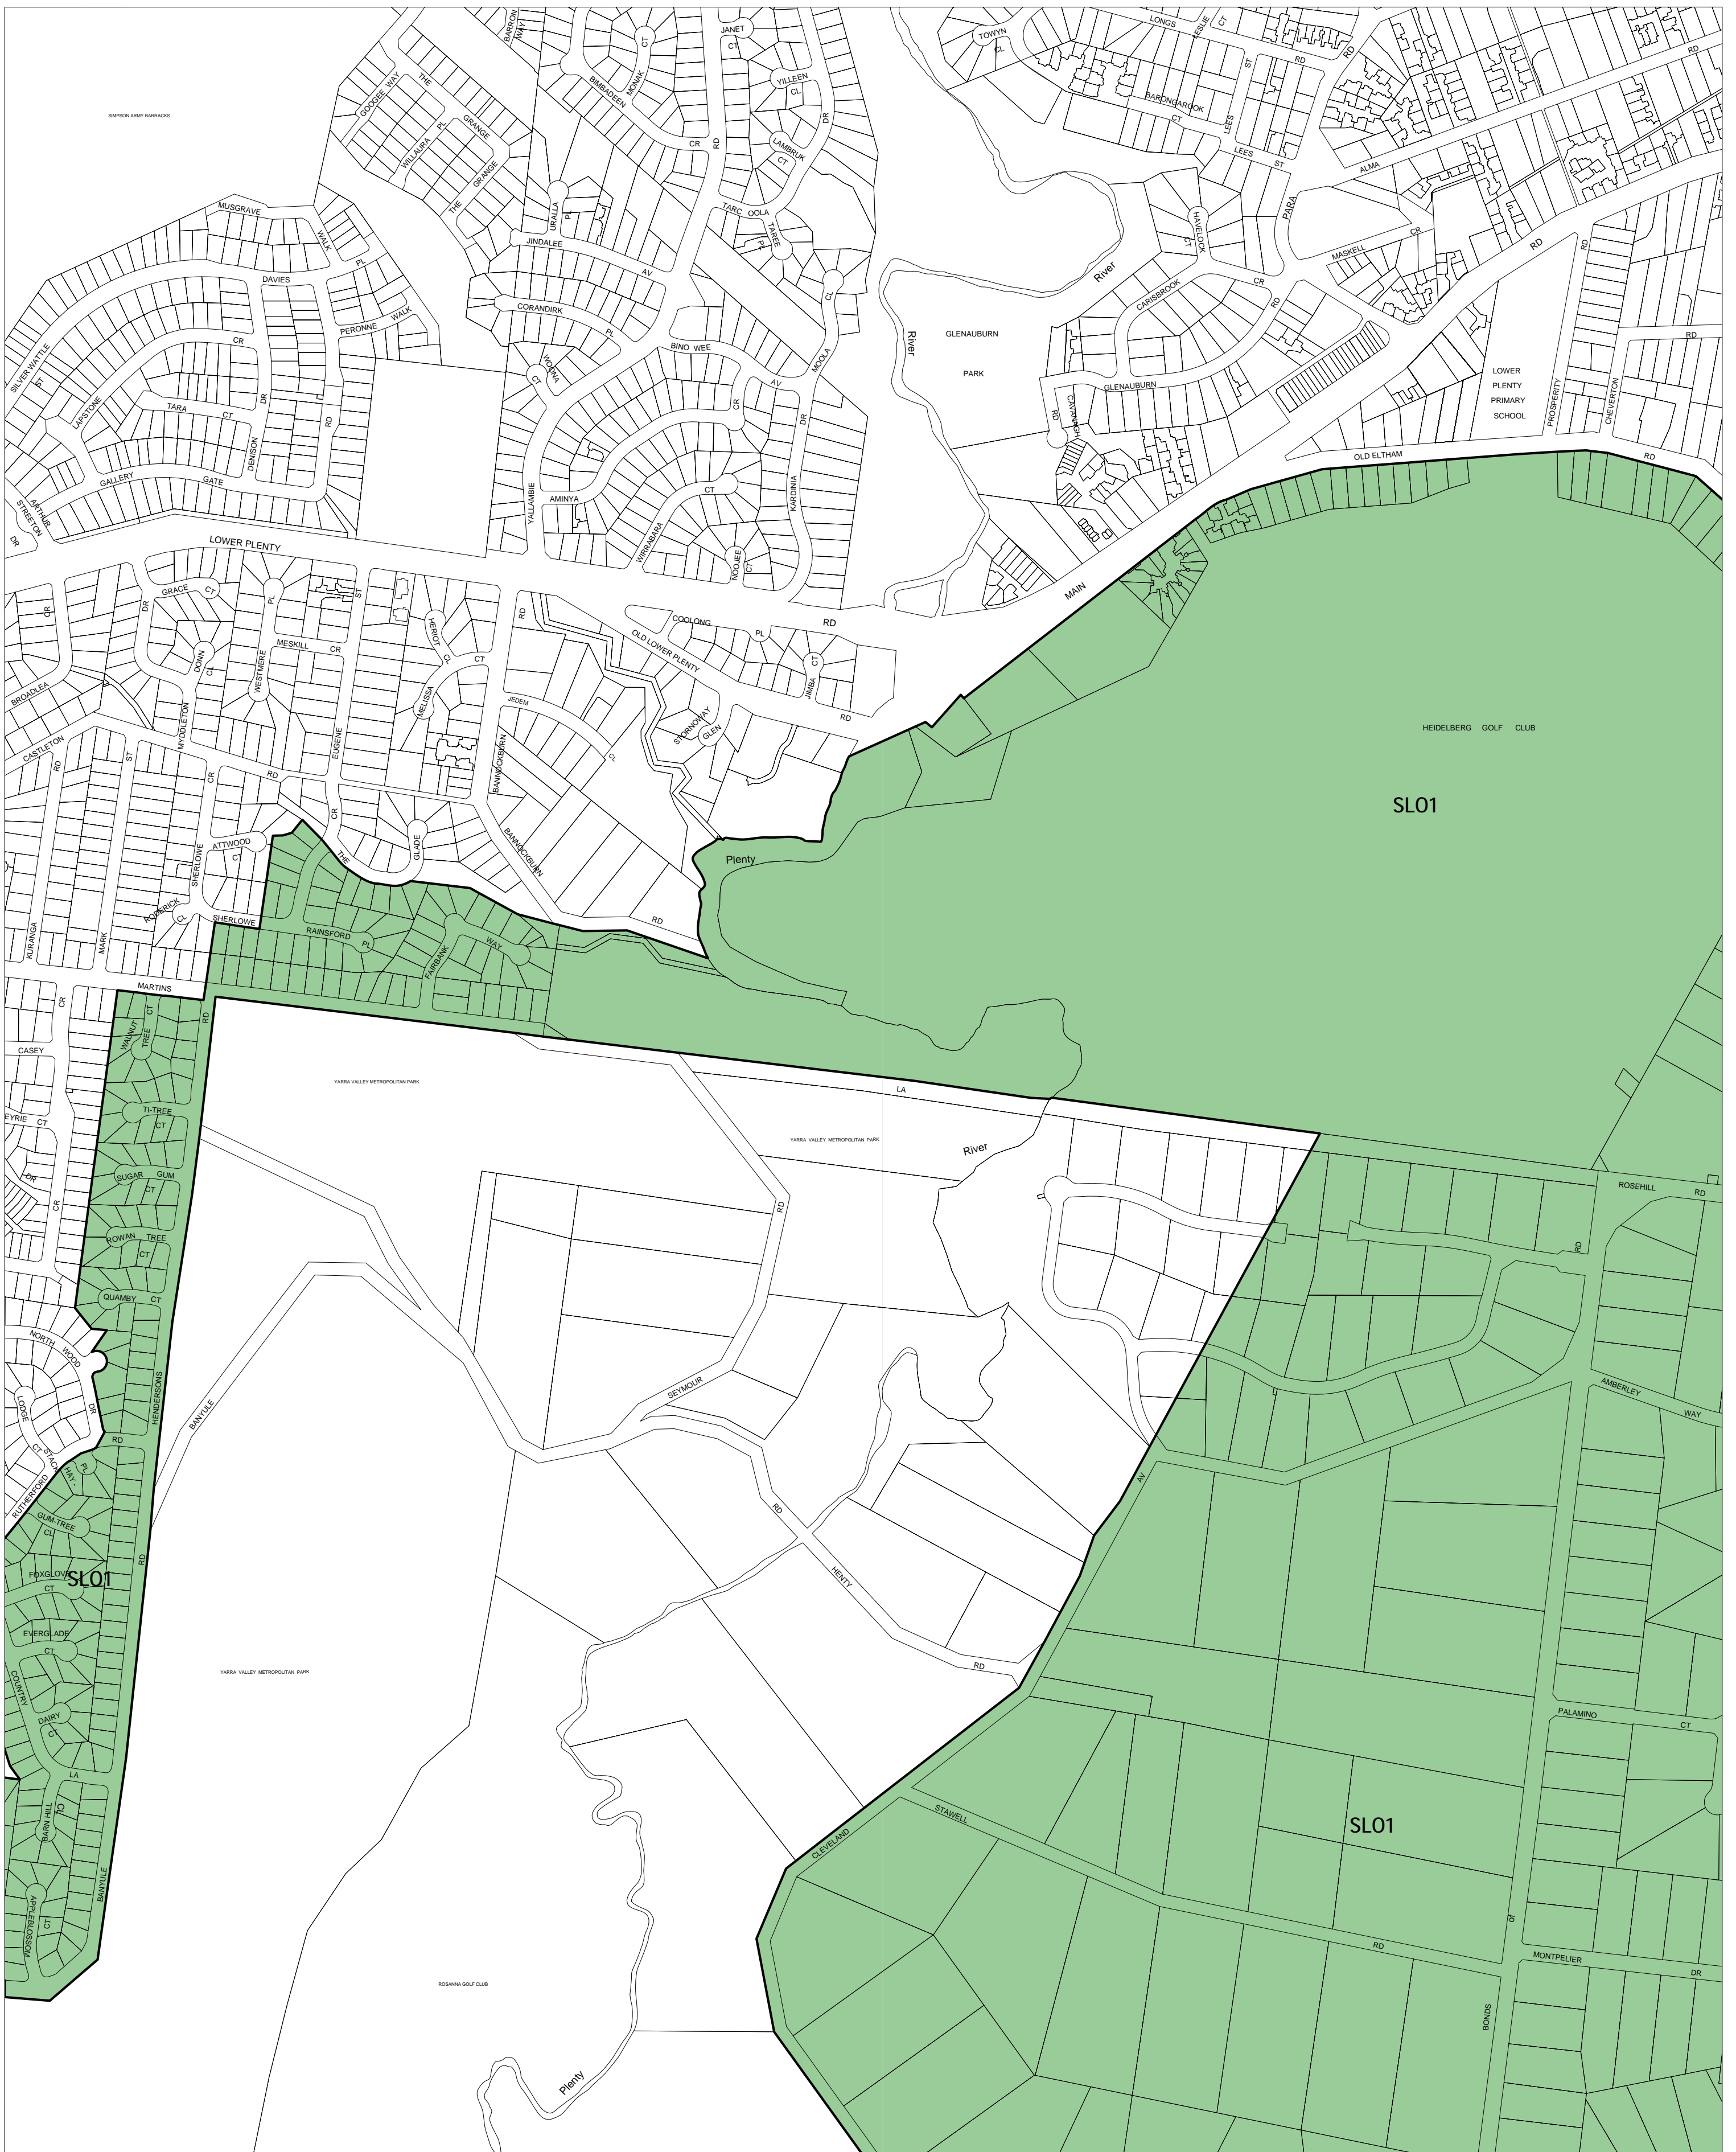 BARRON
WAY
CT
JANET
CT
TOWYN
CL
LONGS
LESLIE
CT
RD
RD
RD
ST
GOOGEE WAY
THE
GRANGE
BIMBADEEN
MONAK
CR
RD
YILLEEN
CL
DR
BARONGAROOK
CT
LEES
LEES
ST
ALMA
SIMPSON ARMY BARRACKS
WILLAURA
PL
THE
GRANGE
LAMBRUK
CT
TARC OOLA
TAREE
PL
HAVELOCK
CT
PARA
MASKELL
CR
RD
RD
MUSGRAVE
WALK
PL
URALLA
PL
JINDALEE
AV
CL
River
CARISBROOK
CR
RD
DAVIES
PERONNE
WALK
CORANDIRK
PL
River
GLENAUBURN
PARK
CR
SILVER WATTLE
ST
LAPSTONE
TARA
CT
DR
RD
WOONA
CT
BINO WEE
AV
MOOLA
CR
DR
GLENAUBURN
CAVANAGH
RD
LOWER
PLENTY
PRIMARY
SCHOOL
PROSPERITY
CHEVERTON
RD
OLD ELTHAM
RD
DENISON
GALLERY
GATE
ARTHUR
STREETON
DR
YALLAMBIE
AMINYA
WIRRABARA
CT
NOOJEE
CT
KARDINIA
LOWER PLENTY
MAIN
RD
CR
DR
GRACE
CT
PL
ST
MESKILL
CR
DONN
CL
WESTMERE
HERIOT
CL
CT
MELISSA
RD
COOLONG
PL
OLD LOWER PLENTY
JIMBA
CT
RD
BROADLEA
CASTLETON
RD
ST
MYDDLETON
CR
RD
EUGENE
CR
JEDEM
CL
BANNOCKBURN
STORNOWAY
GLEN
HEIDELBERG GOLF CLUB
SLO1
ATTWOOD
CT
SHERLOWE
THE
GLADE
BANNOCKBURN
RD
Plenty
RODERICK
CL
SHERLOWE
KURANGA
MARK
RAINSFORD
PL
FAIRBANK
WAY
MARTINS
RD
CR
WALNUT
TREE
CT
CASEY
YARRA VALLEY METROPOLITAN PARK
LA
EYRIE CT
TI-TREE
CT
YARRA VALLEY METROPOLITAN PARK
River
DR
CR
SUGAR GUM
CT
ROSEHILL
RD
RD
RD
ROWAN TREE
CT
QUAMBY CT
NORTH WOOD
DR
LODGE
CT
HENDERSONS
BANYULE
SEYMOUR
AMBERLEY
WAY
RD
STACK
HAY -
PL
RUTHERFORD
GUM-TREE
CL
RD
RD
HENTY
RD
AV
FOXGLOVE
CT
SLO1
EVERGLADE
CT
COUNTRY
DAIRY
CT
YARRA VALLEY METROPOLITAN PARK
PALAMINO
CT
LA
BARN HILL
CL
BANYULE
APPLEBLOSSOM
CT
CLEVELAND
STAWELL
RD
SLO1
of
MONTPELIER
DR
BONDS
ROSANNA GOLF CLUB
Plenty